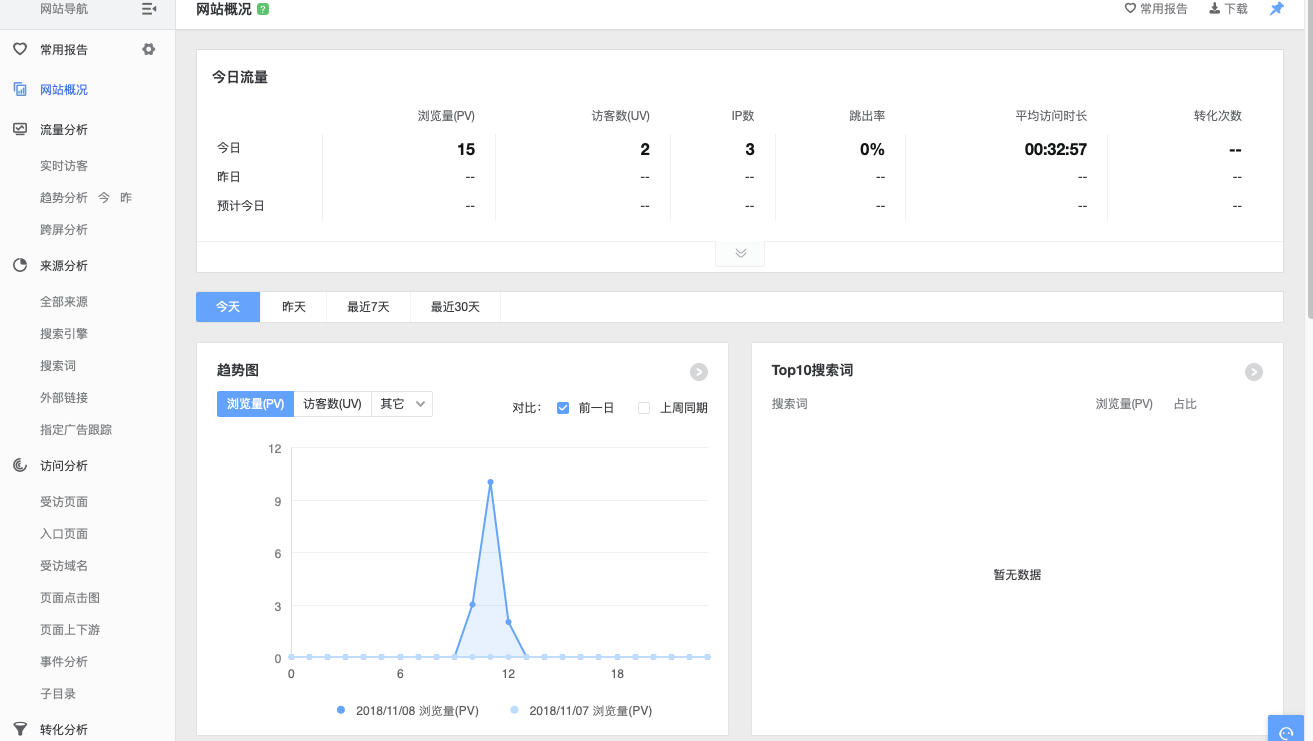 网站导航
常用报告
网站概况
流量分析
实时访客
趋势分析 今 昨
跨屏分析
来源分析
全部来源
搜索引擎
搜索词
外部链接
指定广告跟踪
访问分析
受访页面
入口页面
受访域名
页面点击图
页面上下游
事件分析
子目录
转化分析
网站概况 ?
常用报告 下载
今日流量
浏览量(PV) 访客数(UV) IP数 跳出率 平均访问时长 转化次数
今日 15 2 3 0% 00:32:57 --
昨日 -- -- -- -- -- --
预计今日 -- -- -- -- -- --
今天 昨天 最近7天 最近30天
趋势图
浏览量(PV) 访客数(UV) 其它
对比: 前一日 上周同期
12
9
6
3
0
0 6 12 18
2018/11/08 浏览量(PV) 2018/11/07 浏览量(PV)
Top10搜索词
搜索词 浏览量(PV) 占比
暂无数据